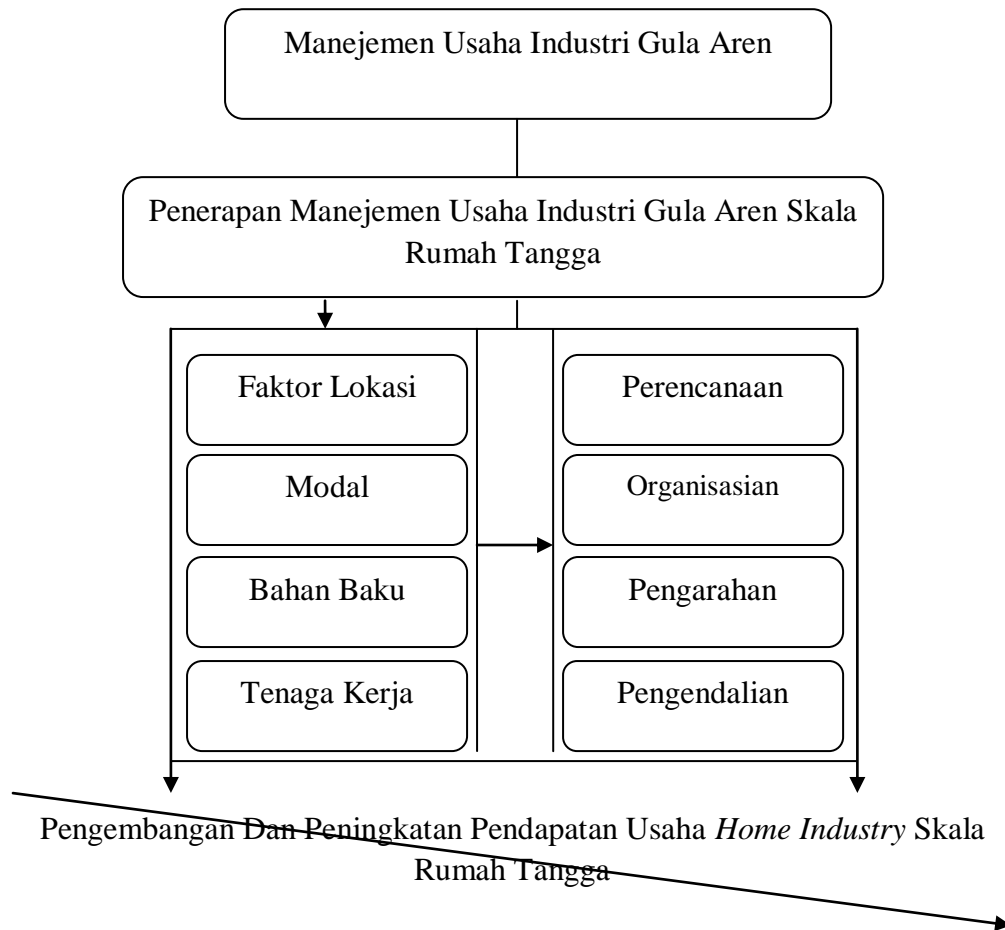 Manejemen Usaha Industri Gula Aren
Penerapan Manejemen Usaha Industri Gula Aren Skala
Rumah Tangga
Faktor Lokasi
Modal
Bahan Baku
Tenaga Kerja
Perencanaan
Organisasian
Pengarahan
Pengendalian
Pengembangan Dan Peningkatan Pendapatan Usaha Home Industry Skala
Rumah Tangga